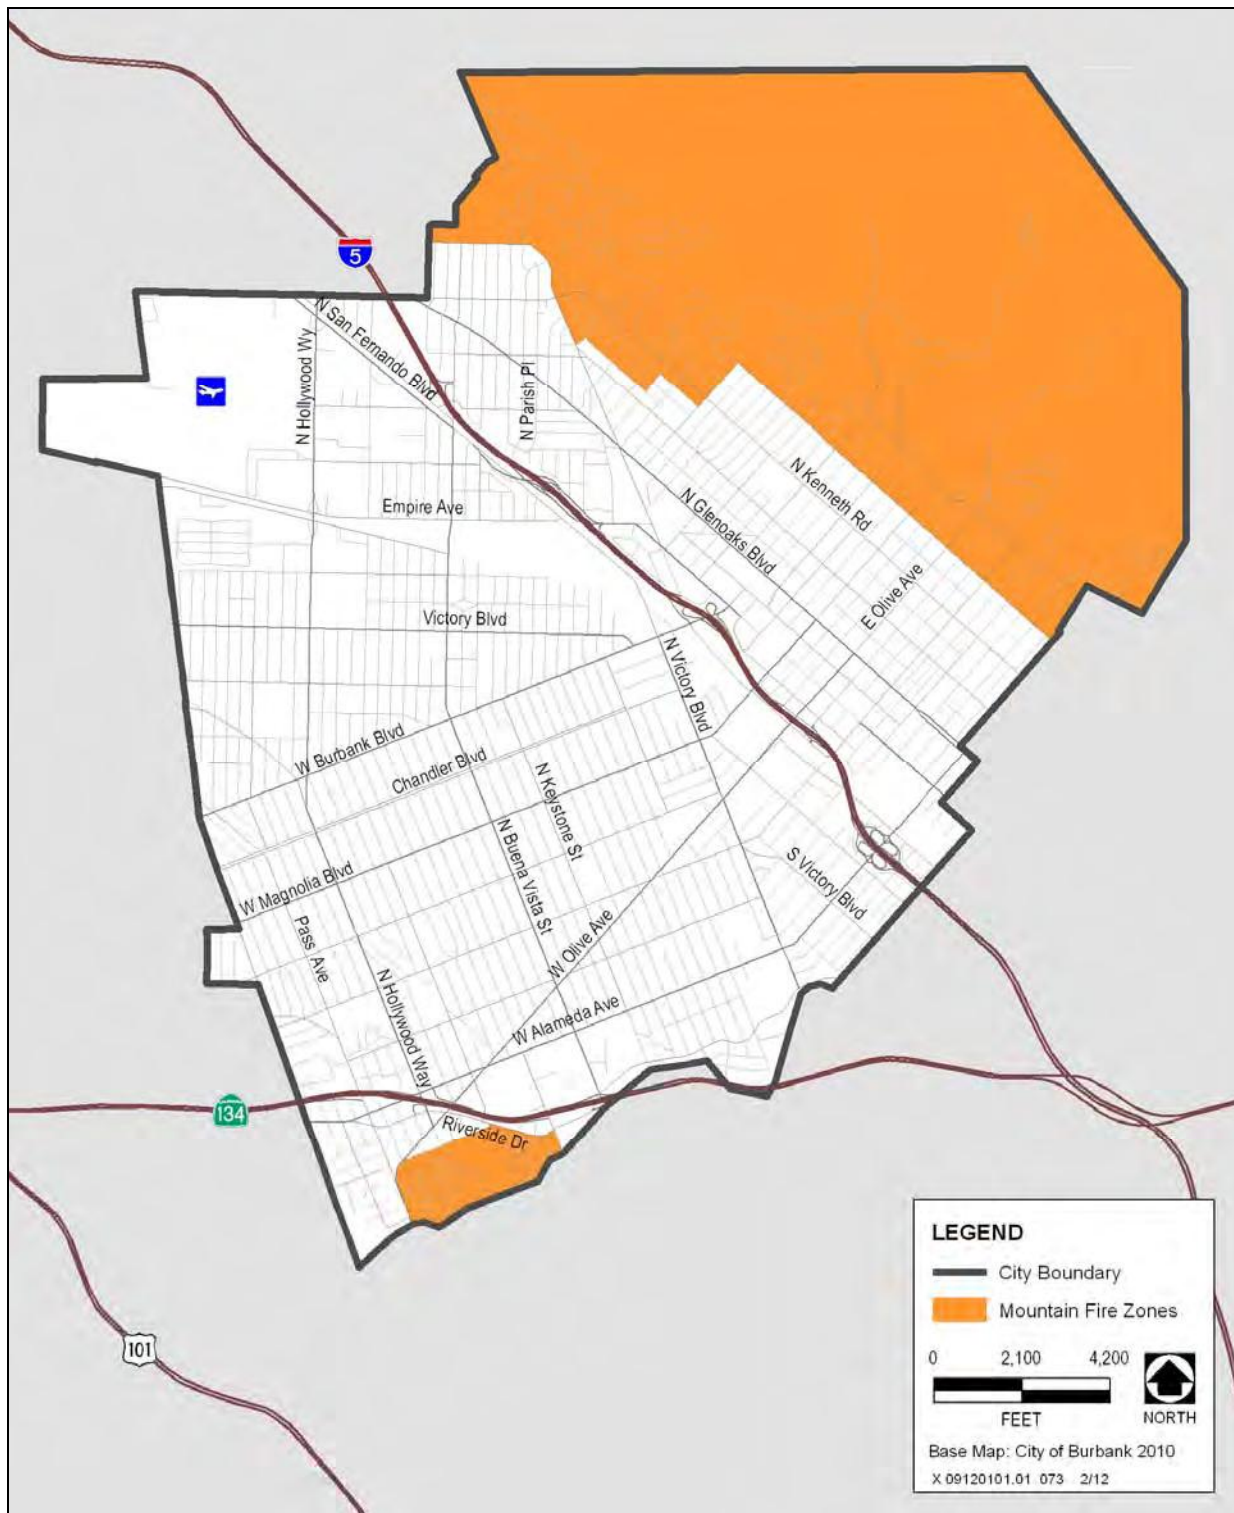 5
N San Fernando Blvd
N Hollywood Wy
N Parish Pl
N Kenneth Rd
Empire Ave
N Glenoaks Blvd
E Olive Ave
Victory Blvd
N Victory Blvd
W Burbank Blvd
Chandler Blvd
N Keystone St
N Buena Vista St
S Victory Blvd
W Magnolia Blvd
Pass Ave
W Olive Ave
N Hollywood Way
W Alameda Ave
134
Riverside Dr
101
LEGEND
City Boundary
Mountain Fire Zones
0 2,100 4,200
FEET
NORTH
Base Map: City of Burbank 2010
X 09120101.01 073 2/12